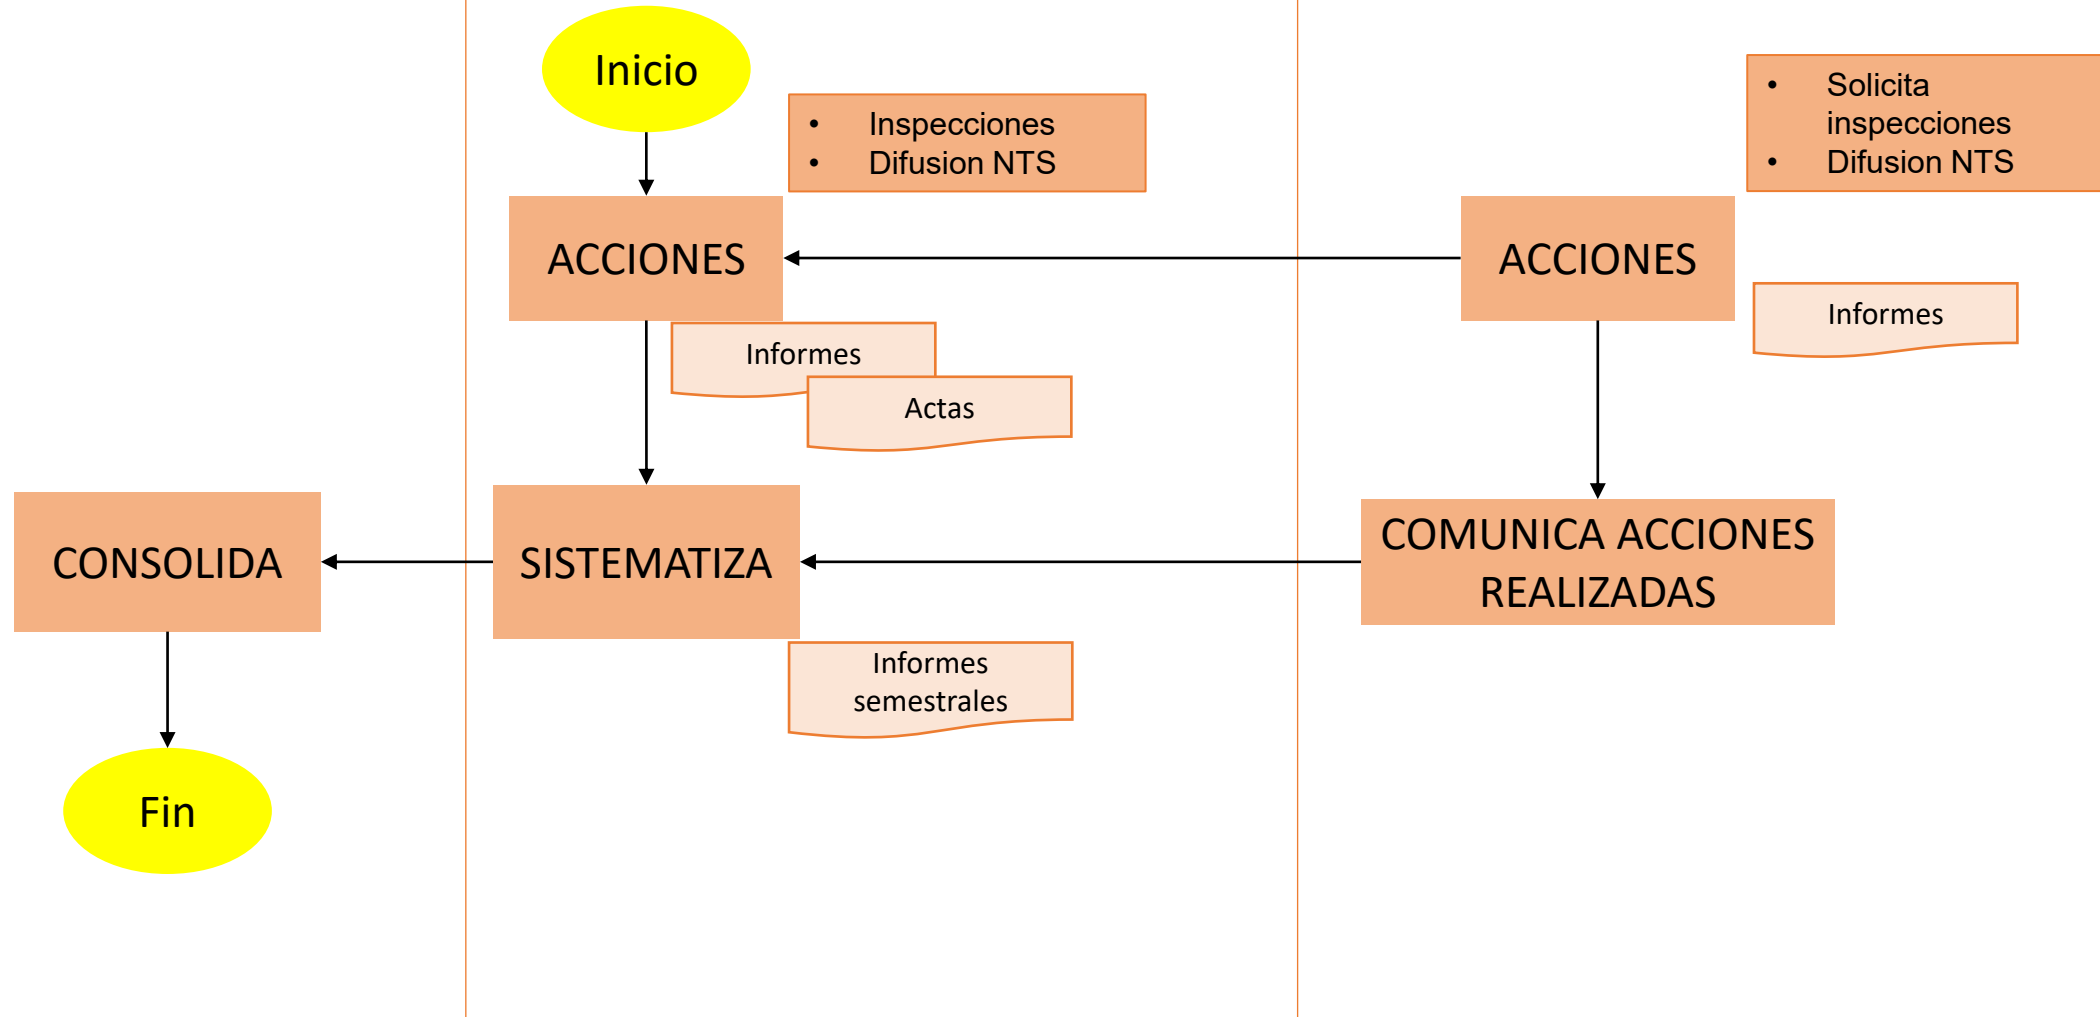 Inicio
• Inspecciones
• Difusion NTS
• Solicita
inspecciones
• Difusion NTS
ACCIONES
ACCIONES
Informes
Informes
Actas
CONSOLIDA
SISTEMATIZA
COMUNICA ACCIONES
REALIZADAS
Informes
semestrales
Fin